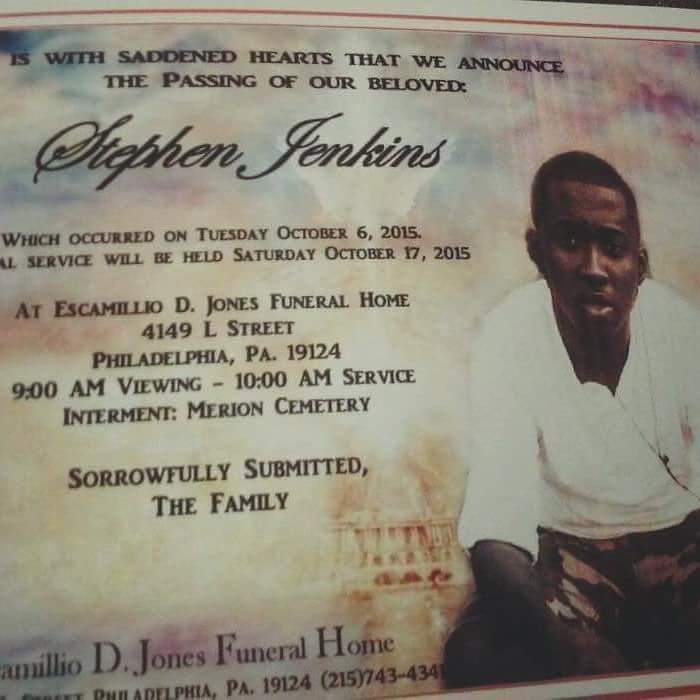 IS WITH SADDENED HEARTS THAT WE ANNOUNCE
THE PASSING OF OUR BELOVED:
Stephen Jenkins
WHICH OCCURRED ON TUESDAY OCTOBER 6, 2015.
AL SERVICE WILL BE HELD SATURDAY OCTOBER 17, 2015
AT ESCAMILLIO D. JONES FUNERAL HOME
4149 L STREET
PHILADELPHIA, PA. 19124
9:00 AM VIEWING – 10:00 AM SERVICE
INTERMENT: MERION CEMETERY
SORROWFULLY SUBMITTED,
THE FAMILY
amillio D. Jones Funeral Home
STREET PHILADELPHIA, PA. 19124 (215)743-434